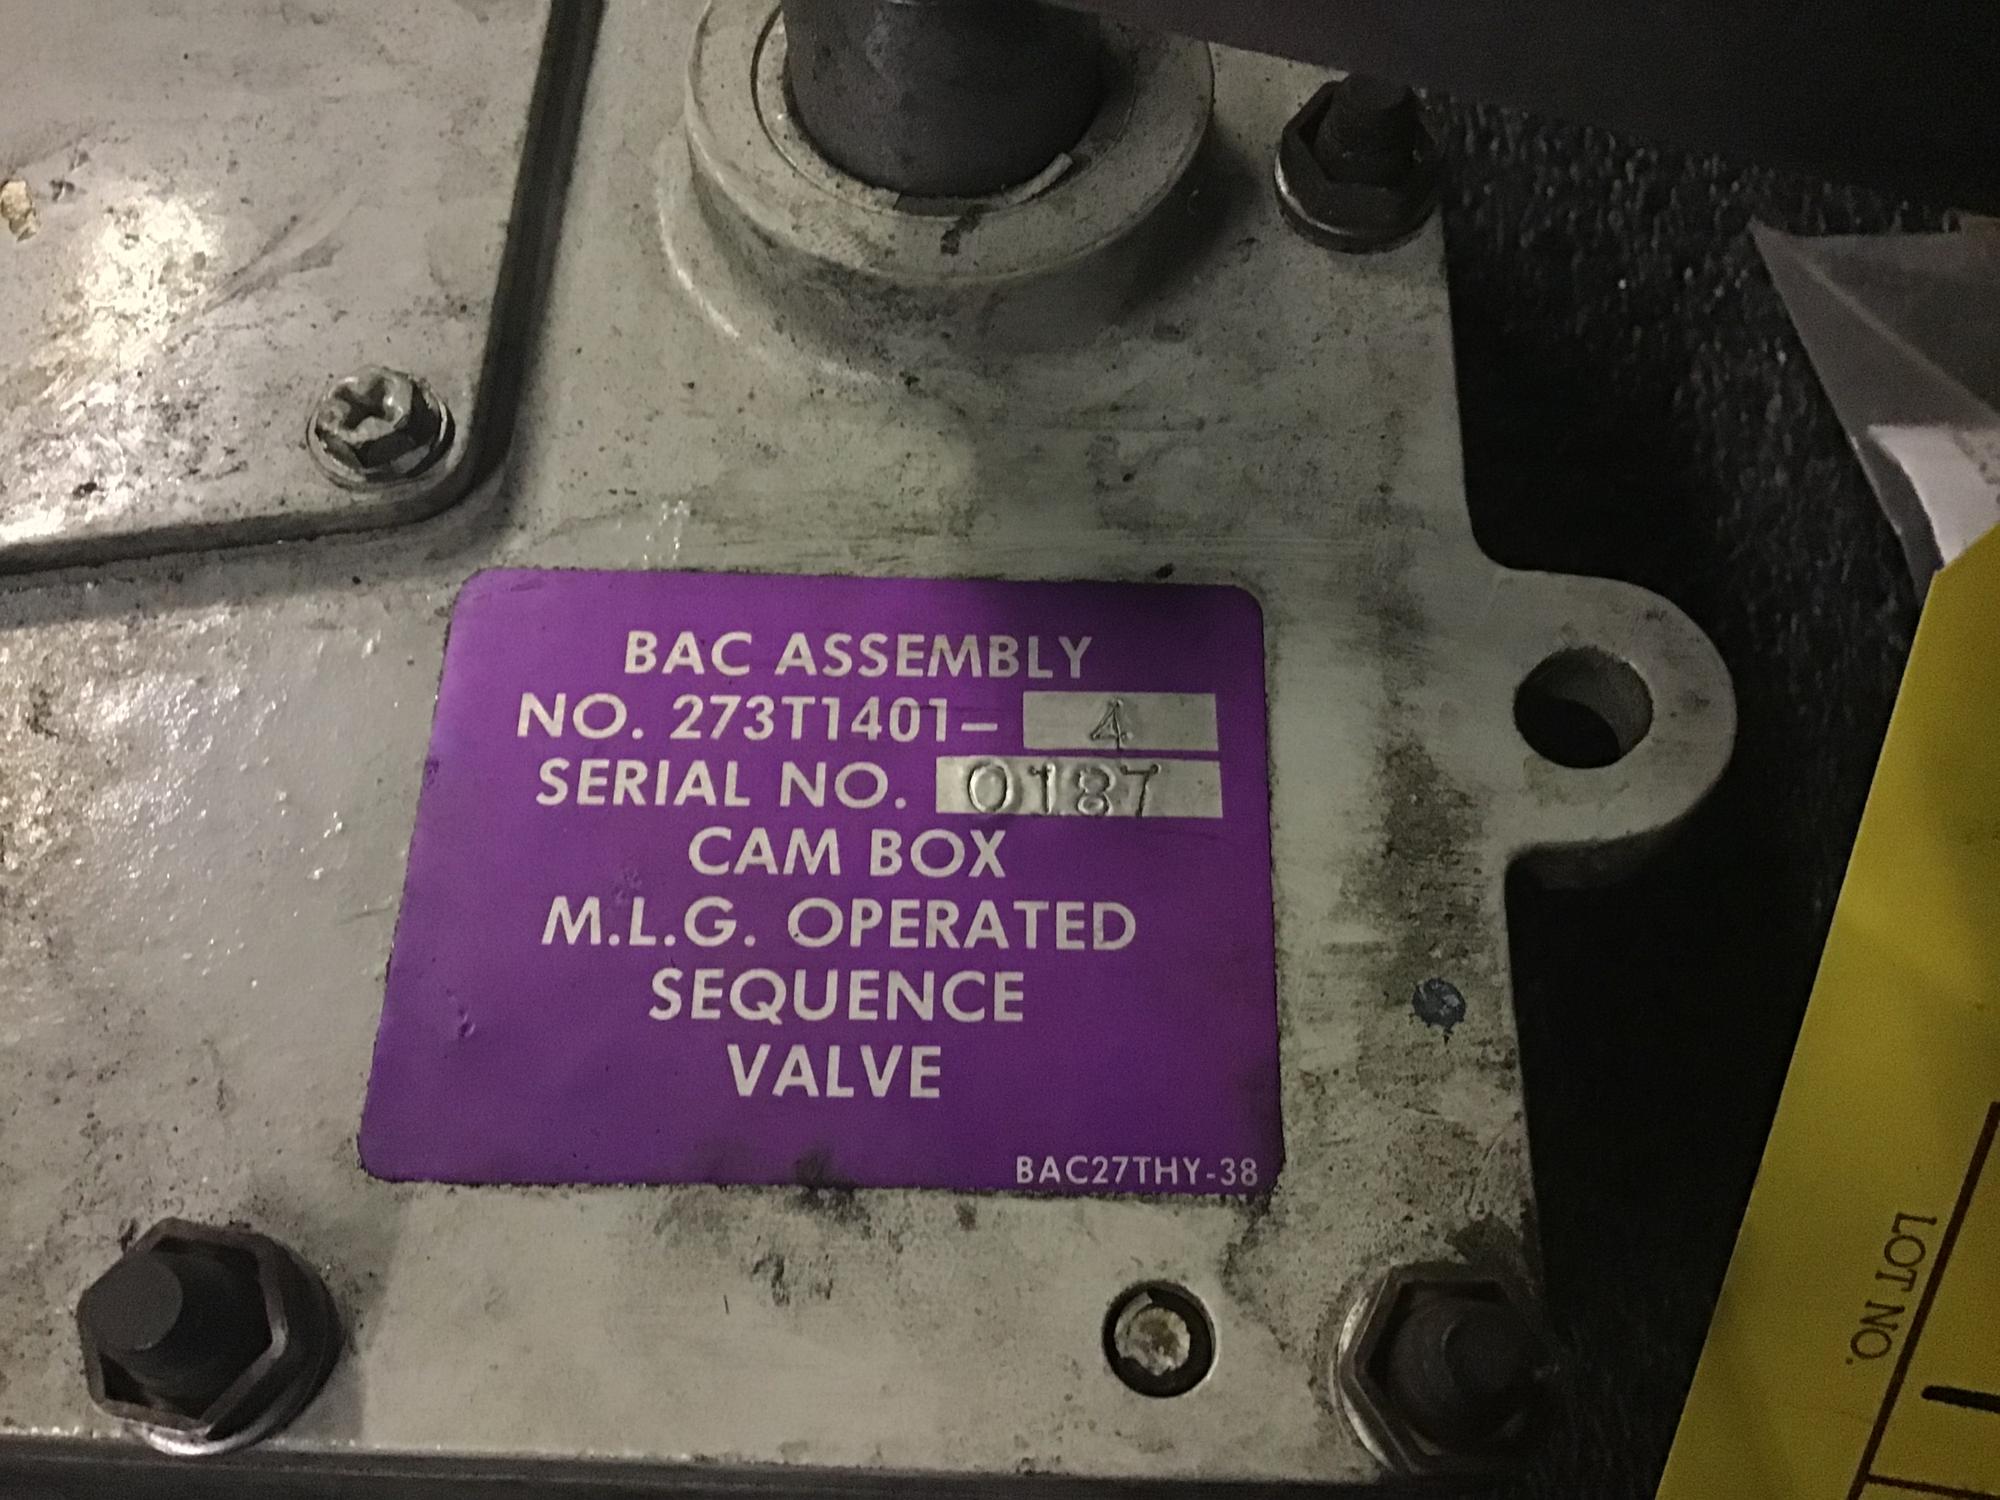 BAC ASSEMBLY
NO. 273T1401- 4
SERIAL NO. 0187
CAM BOX
M.L.G. OPERATED
SEQUENCE
VALVE
BAC27THY-38
LOT NO.